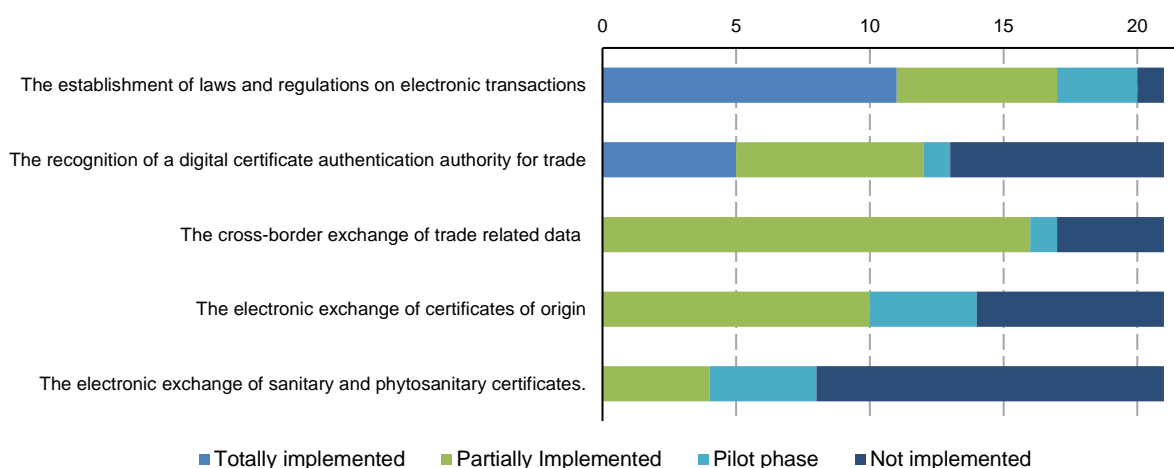 0 5 10 15 20
The establishment of laws and regulations on electronic transactions
The recognition of a digital certificate authentication authority for trade
The cross-border exchange of trade related data
The electronic exchange of certificates of origin
The electronic exchange of sanitary and phytosanitary certificates.
Totally implemented Partially Implemented Pilot phase Not implemented